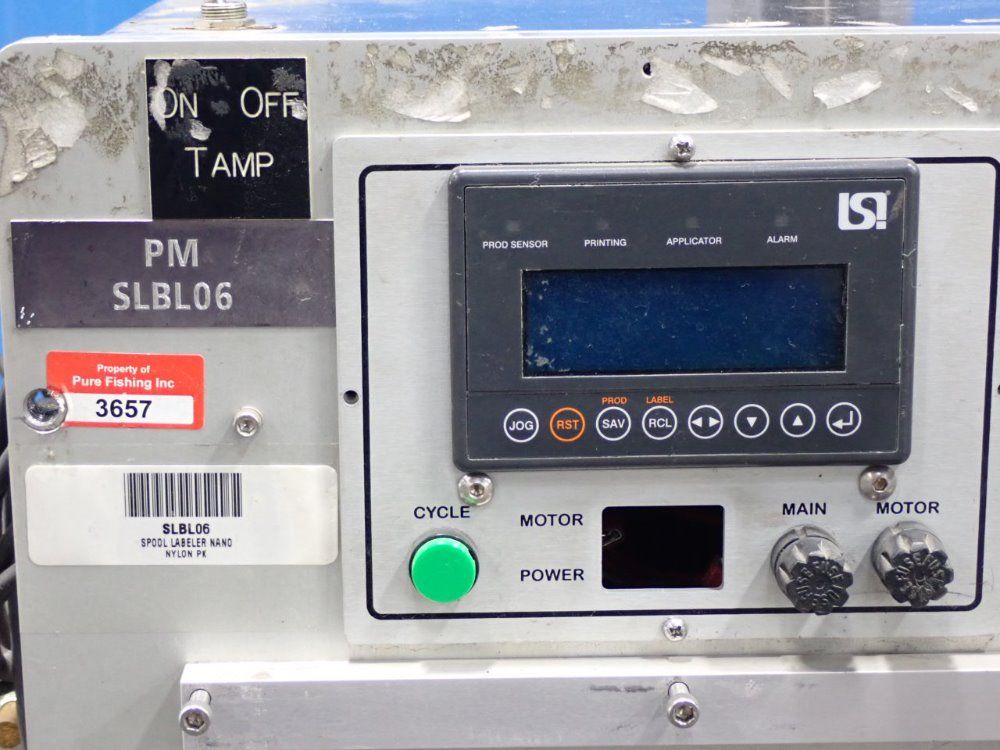 ON OFF
TAMP
PM
SLBL06
Property of
Pure Fishing Inc
3657
SLBL06
SPOOL LABELER NANO
NYLON PK
LSI
PROD SENSOR PRINTING APPLICATOR ALARM
PROD LABEL
JOG RST SAV RCL
CYCLE
MOTOR
POWER
MAIN MOTOR